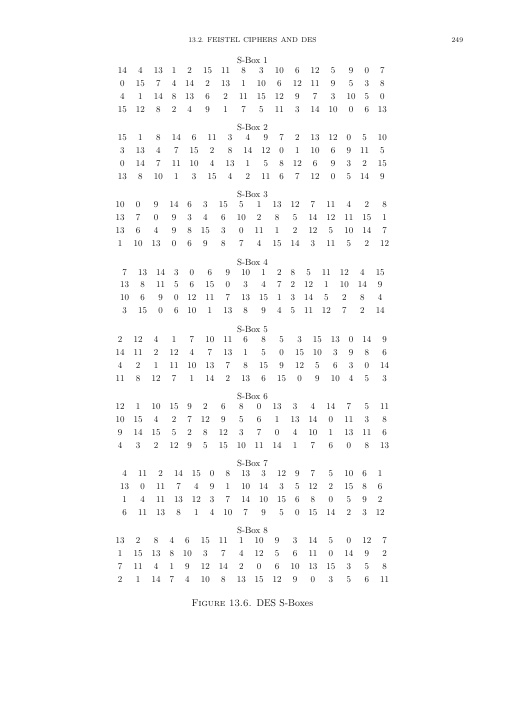 13.2. FEISTEL CIPHERS AND DES 249
S-Box 1
14 4 13 1 2 15 11 8 3 10 6 12 5 9 0 7
0 15 7 4 14 2 13 1 10 6 12 11 9 5 3 8
4 1 14 8 13 6 2 11 15 12 9 7 3 10 5 0
15 12 8 2 4 9 1 7 5 11 3 14 10 0 6 13
S-Box 2
15 1 8 14 6 11 3 4 9 7 2 13 12 0 5 10
3 13 4 7 15 2 8 14 12 0 1 10 6 9 11 5
0 14 7 11 10 4 13 1 5 8 12 6 9 3 2 15
13 8 10 1 3 15 4 2 11 6 7 12 0 5 14 9
S-Box 3
10 0 9 14 6 3 15 5 1 13 12 7 11 4 2 8
13 7 0 9 3 4 6 10 2 8 5 14 12 11 15 1
13 6 4 9 8 15 3 0 11 1 2 12 5 10 14 7
1 10 13 0 6 9 8 7 4 15 14 3 11 5 2 12
S-Box 4
7 13 14 3 0 6 9 10 1 2 8 5 11 12 4 15
13 8 11 5 6 15 0 3 4 7 2 12 1 10 14 9
10 6 9 0 12 11 7 13 15 1 3 14 5 2 8 4
3 15 0 6 10 1 13 8 9 4 5 11 12 7 2 14
S-Box 5
2 12 4 1 7 10 11 6 8 5 3 15 13 0 14 9
14 11 2 12 4 7 13 1 5 0 15 10 3 9 8 6
4 2 1 11 10 13 7 8 15 9 12 5 6 3 0 14
11 8 12 7 1 14 2 13 6 15 0 9 10 4 5 3
S-Box 6
12 1 10 15 9 2 6 8 0 13 3 4 14 7 5 11
10 15 4 2 7 12 9 5 6 1 13 14 0 11 3 8
9 14 15 5 2 8 12 3 7 0 4 10 1 13 11 6
4 3 2 12 9 5 15 10 11 14 1 7 6 0 8 13
S-Box 7
4 11 2 14 15 0 8 13 3 12 9 7 5 10 6 1
13 0 11 7 4 9 1 10 14 3 5 12 2 15 8 6
1 4 11 13 12 3 7 14 10 15 6 8 0 5 9 2
6 11 13 8 1 4 10 7 9 5 0 15 14 2 3 12
S-Box 8
13 2 8 4 6 15 11 1 10 9 3 14 5 0 12 7
1 15 13 8 10 3 7 4 12 5 6 11 0 14 9 2
7 11 4 1 9 12 14 2 0 6 10 13 15 3 5 8
2 1 14 7 4 10 8 13 15 12 9 0 3 5 6 11
FIGURE 13.6. DES S-Boxes